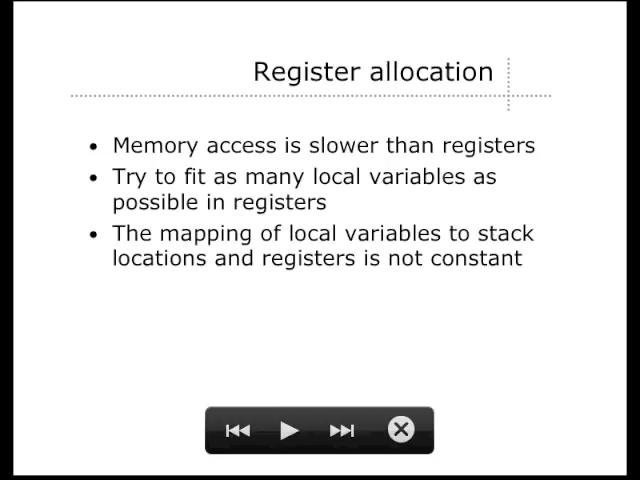 Register allocation
• Memory access is slower than registers
• Try to fit as many local variables as
possible in registers
• The mapping of local variables to stack
locations and registers is not constant